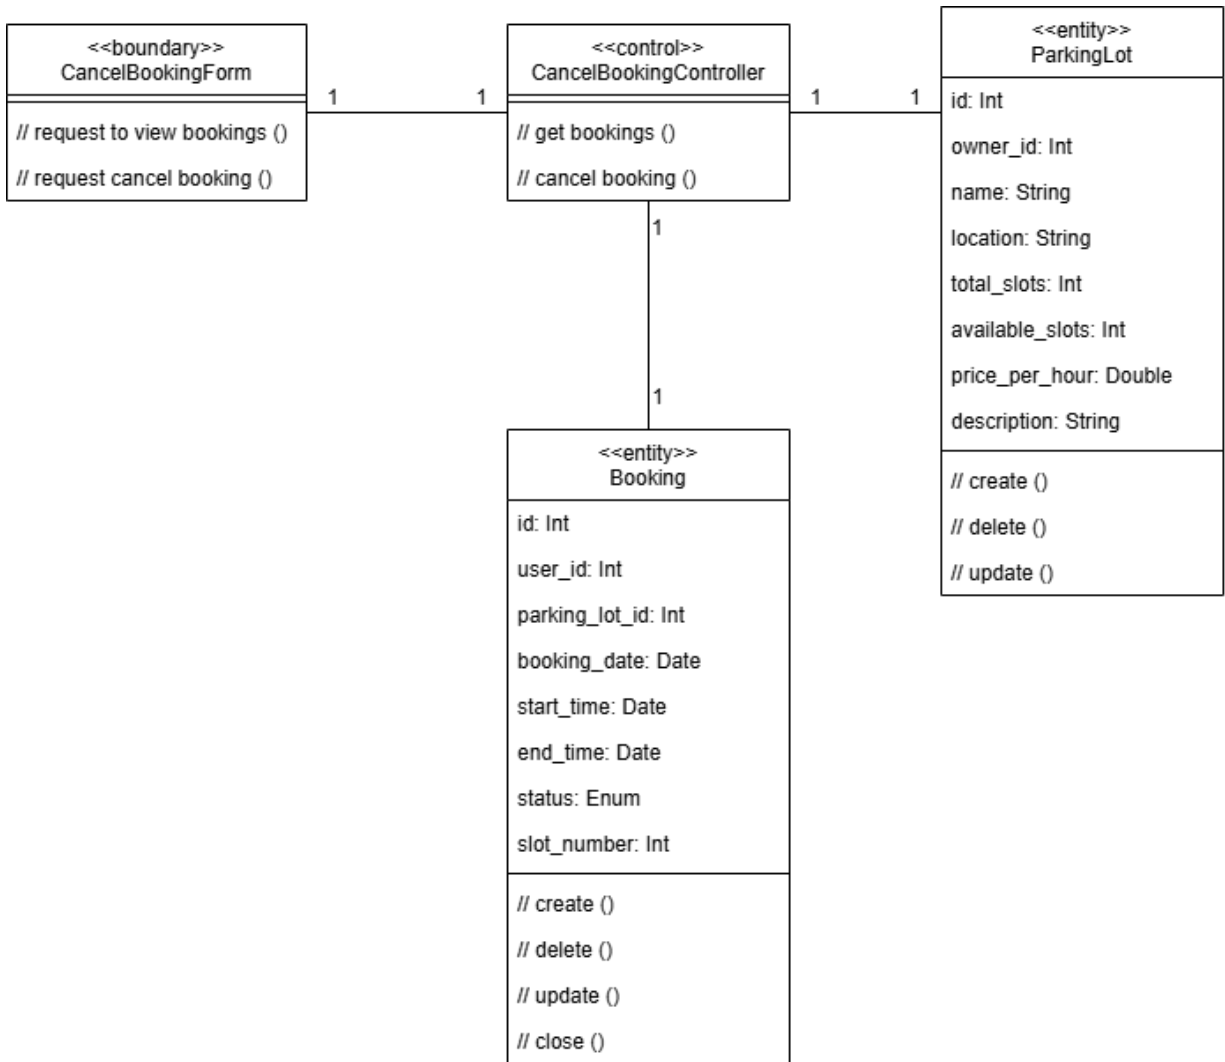 <<boundary>>
CancelBookingForm
// request to view bookings ()
// request cancel booking ()
1
1
<<control>>
CancelBookingController
// get bookings ()
// cancel booking ()
1
1
<<entity>>
ParkingLot
id: Int
owner_id: Int
name: String
location: String
total_slots: Int
available_slots: Int
price_per_hour: Double
description: String
// create ()
// delete ()
// update ()
1
1
<<entity>>
Booking
id: Int
user_id: Int
parking_lot_id: Int
booking_date: Date
start_time: Date
end_time: Date
status: Enum
slot_number: Int
// create ()
// delete ()
// update ()
// close ()